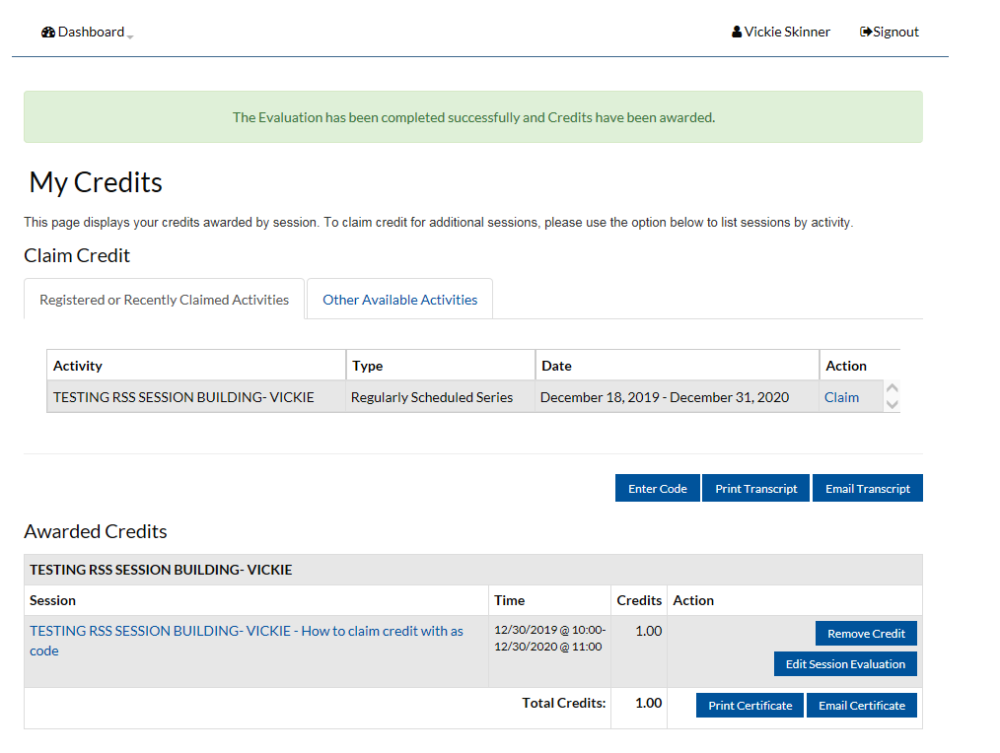 Dashboard
Vickie Skinner
Signout
The Evaluation has been completed successfully and Credits have been awarded.
My Credits
This page displays your credits awarded by session. To claim credit for additional sessions, please use the option below to list sessions by activity.
Claim Credit
Registered or Recently Claimed Activities
Other Available Activities
Activity Type Date Action
TESTING RSS SESSION BUILDING- VICKIE Regularly Scheduled Series December 18, 2019 - December 31, 2020 Claim
Enter Code Print Transcript Email Transcript
Awarded Credits
TESTING RSS SESSION BUILDING- VICKIE
Session Time Credits Action
TESTING RSS SESSION BUILDING- VICKIE - How to claim credit with as
code
12/30/2019 @ 10:00-
12/30/2020 @ 11:00
1.00
Remove Credit
Edit Session Evaluation
Total Credits: 1.00 Print Certificate Email Certificate